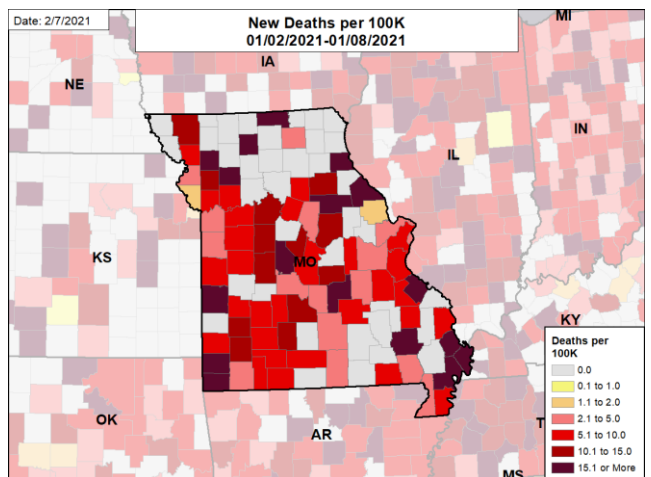 Date: 2/7/2021
New Deaths per 100K
01/02/2021-01/08/2021
MI
IA
NE
IN
IL
KS
MO
KY
OK
AR
T
MS
Deaths per
100K
0.0
0.1 to 1.0
1.1 to 2.0
2.1 to 5.0
5.1 to 10.0
10.1 to 15.0
15.1 or More